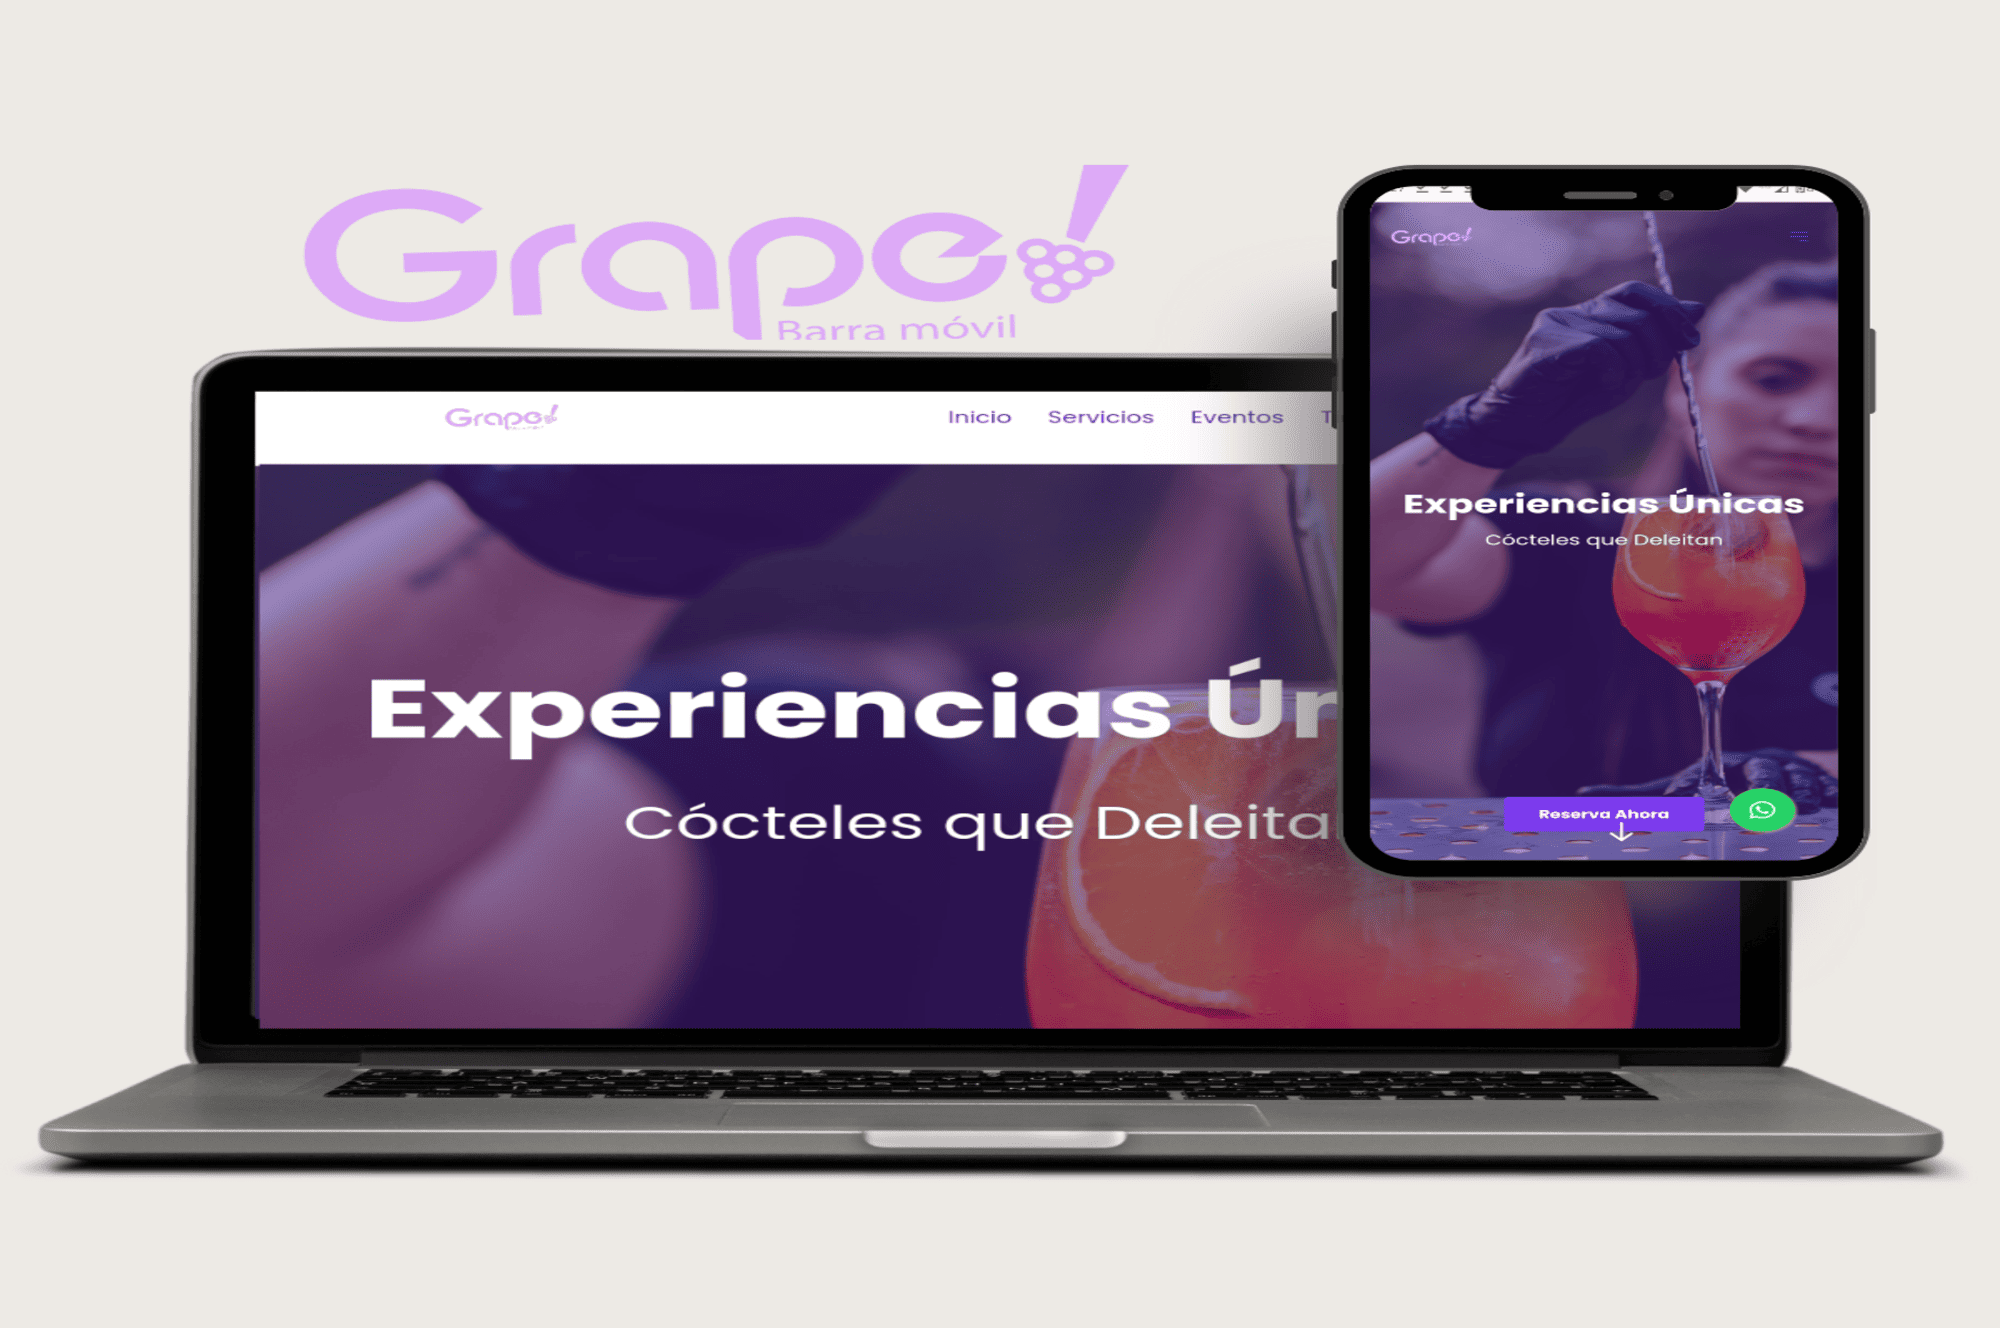 Grape!
Barra móvil
Grape!
Inicio Servicios Eventos T
Experiencias Ún
Cócteles que Deleita
Grape!
Experiencias Únicas
Cócteles que Deleitan
Reserva Ahora